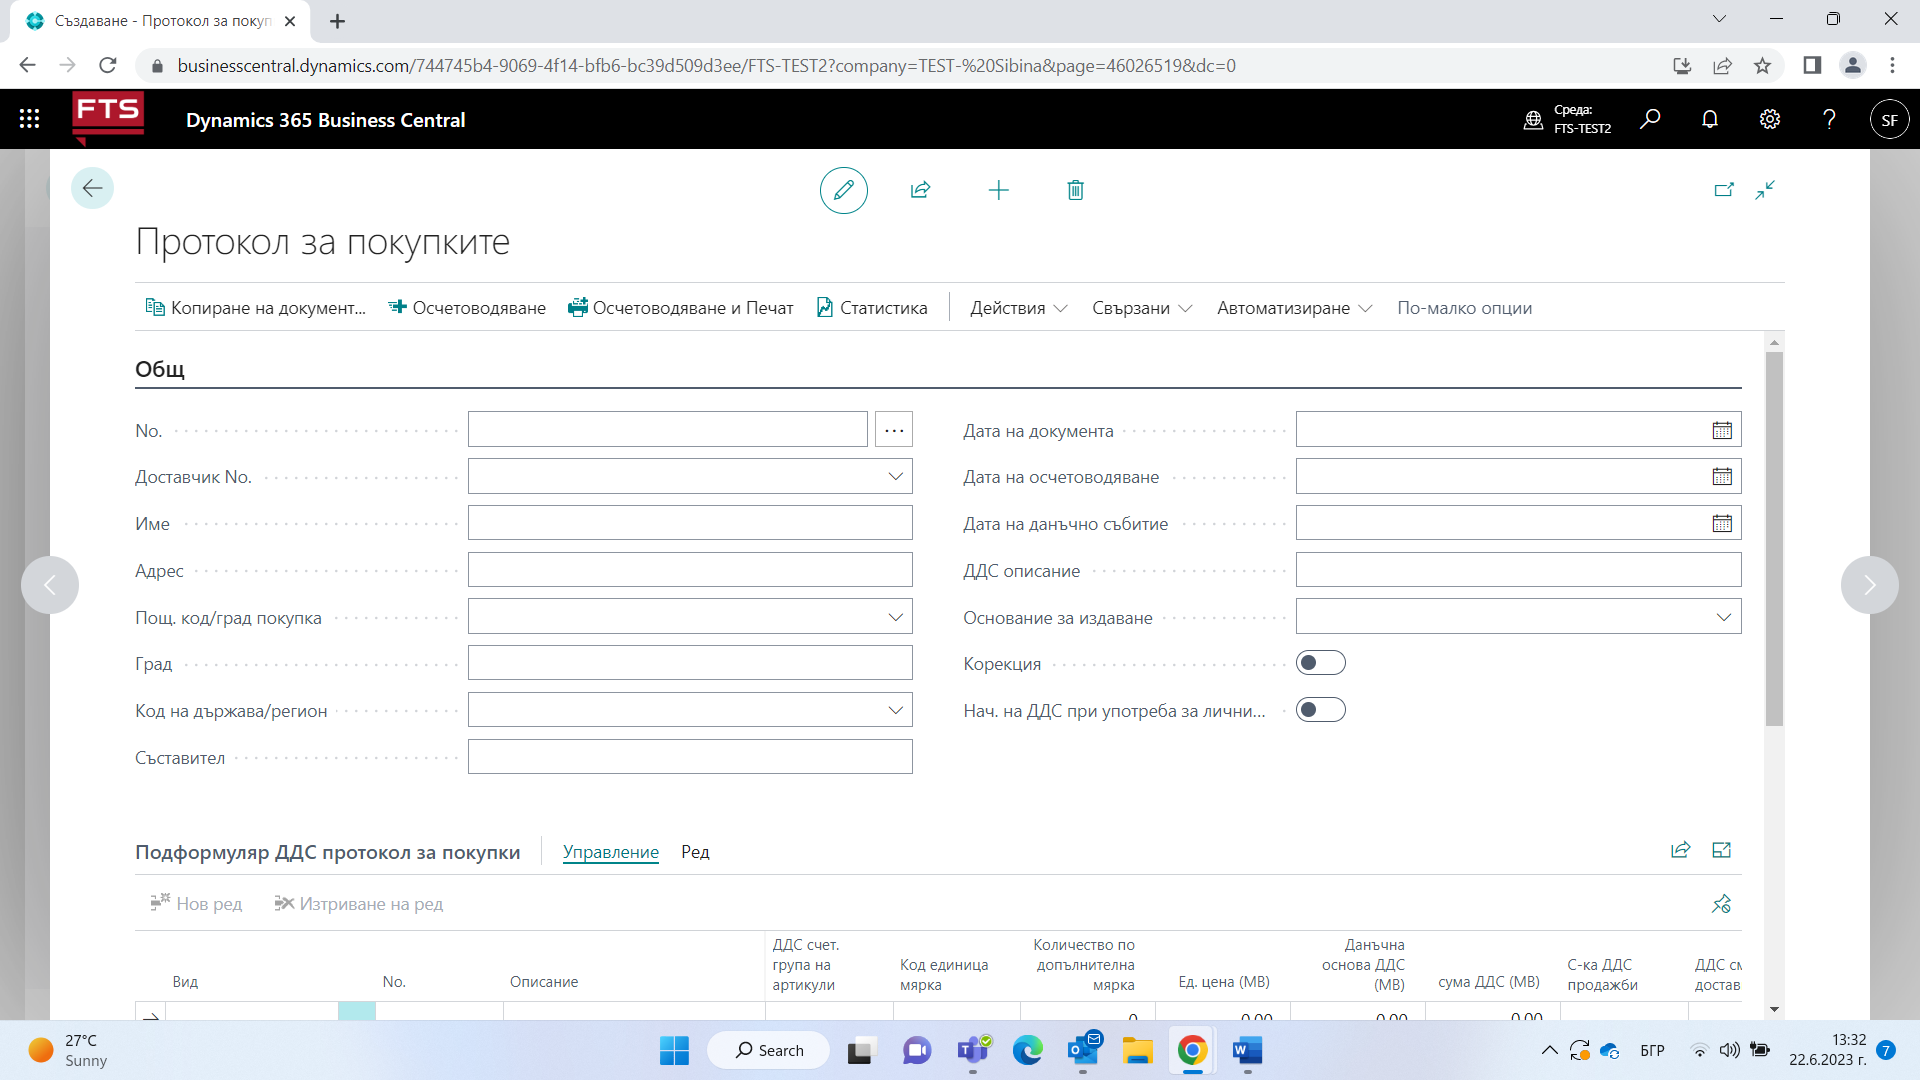 Създаване - Протокол за покуп
businesscentral.dynamics.com/744745b4-9069-4f14-bfb6-bc39d509d3ee/FTS-TEST2?company=TEST-%20Sibina&page=46026519&dc=0
FTS
Dynamics 365 Business Central
Среда:
FTS-TEST2
SF
Протокол за покупките
Копиране на документ...
Осчетоводяване
Осчетоводяване и Печат
Статистика
Действия
Свързани
Автоматизиране
По-малко опции
Общ
No.
Дата на документа
Доставчик No.
Дата на осчетоводяване
Име
Дата на данъчно събитие
Адрес
ДДС описание
Пощ. код/град покупка
Основание за издаване
Град
Корекция
Код на държава/регион
Нач. на ДДС при употреба за лични...
Съставител
Подформуляр ДДС протокол за покупки
Управление
Ред
Нов ред
Изтриване на ред
Вид
No.
Описание
ДДС счет. група на артикули
Код единица мярка
Количество по допълнителна мярка
Ед. цена (МВ)
Данъчна основа ДДС (МВ)
сума ДДС (МВ)
С-ка ДДС продажби
ДДС см
достав
0
0,00
0,00
0,00
27°C
Sunny
Search
БГР
13:32
22.6.2023 г.
7